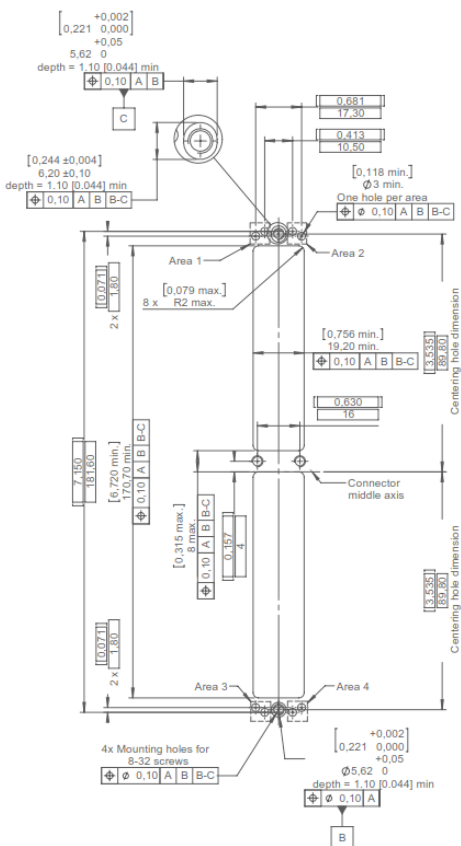 +0,002
[0,221 0,000]
+0,05
5,62 0
depth = 1.10 [0.044] min
⌖ 0,10 A B
C
[0,244 ±0,004]
6,20 ±0,10
depth = 1.10 [0.044] min
⌖ 0,10 A B B-C
[0,681]
17,30
[0,413]
10,50
[0,118 min.]
Ø3 min.
One hole per area
⌖ ø 0,10 A B B-C
Area 1
Area 2
[0,079 max.]
8 x R2 max.
[0,071]
1,80
2 x
[0,756 min.]
19,20 min.
⌖ 0,10 A B B-C
[3,535]
89,80
Centering hole dimension
[0,630]
16
[7,150]
181,60
[6,720 min.]
170,70 min.
⌖ 0,10 A B B-C
[0,315 max.]
8 max.
⌖ 0,10 A B B-C
[0,157]
4
Connector
middle axis
[3,535]
89,80
Centering hole dimension
[0,071]
1,80
2 x
Area 3
Area 4
4x Mounting holes for
8-32 screws
⌖ ø 0,10 A B B-C
+0,002
[0,221 0,000]
+0,05
Ø5,62 0
depth = 1.10 [0.044] min
⌖ ø 0,10 A
B